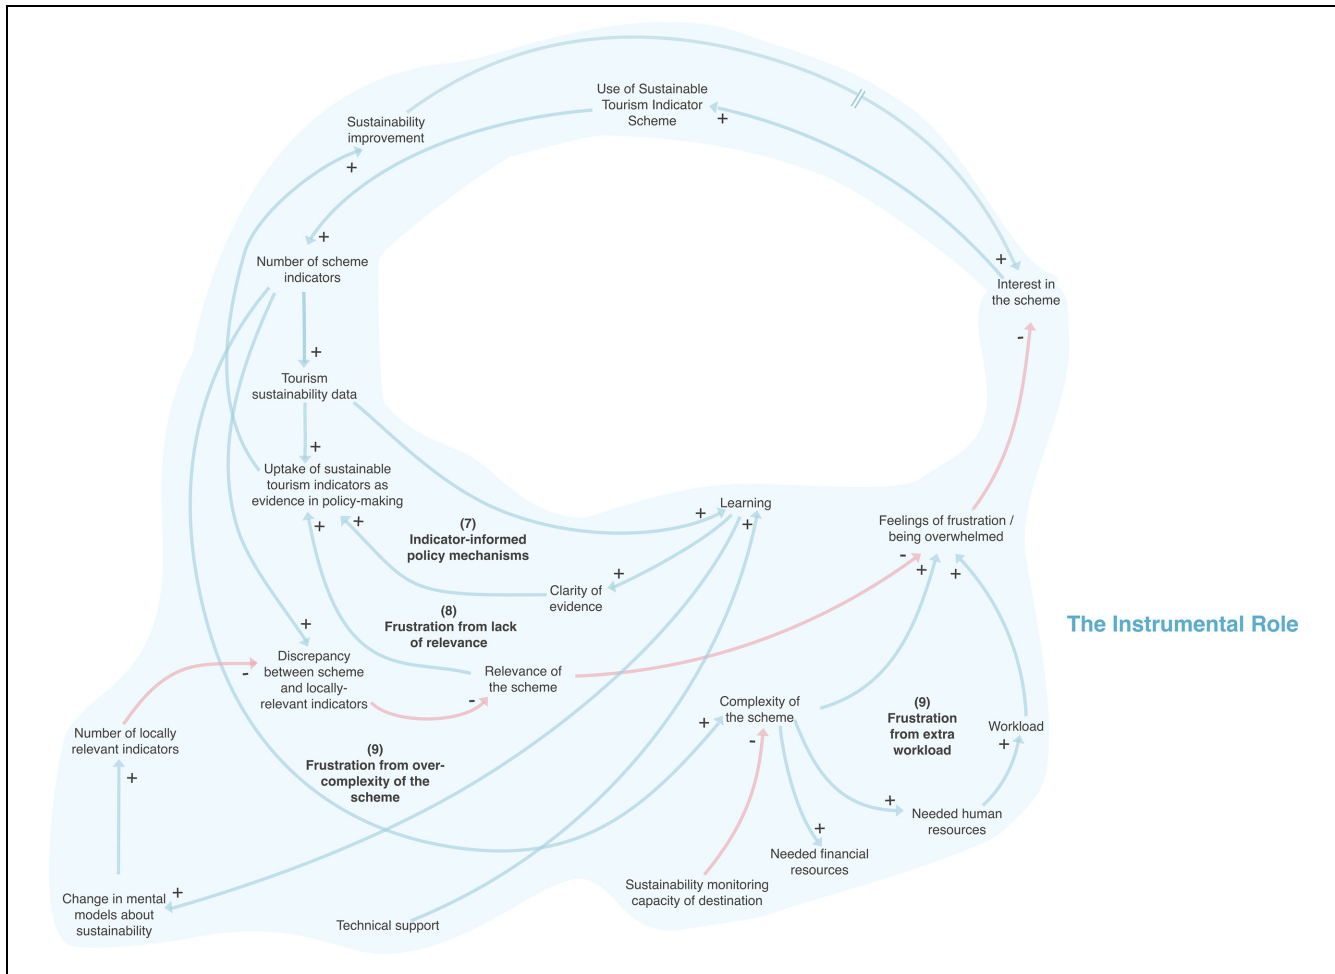 Use of Sustainable
Tourism Indicator
Scheme
+
Sustainability
improvement
+
+
Number of scheme
indicators
+
Interest in
the scheme
-
+
Tourism
sustainability data
+
Uptake of sustainable
tourism indicators as
evidence in policy-making
+
+
(7)
Indicator-informed
policy mechanisms
Learning
+
+
Feelings of frustration /
being overwhelmed
-
+
+
+
Clarity of
evidence
(8)
Frustration from lack
of relevance
The Instrumental Role
+
Discrepancy
between scheme
and locally-
relevant indicators
-
-
Relevance of
the scheme
Complexity of
the scheme
+
-
(9)
Frustration
from extra
workload
Workload
+
Number of locally
relevant indicators
+
(9)
Frustration from over-
complexity of the
scheme
+
Needed human
resources
+
Needed financial
resources
Sustainability monitoring
capacity of destination
Change in mental
models about
sustainability
+
Technical support